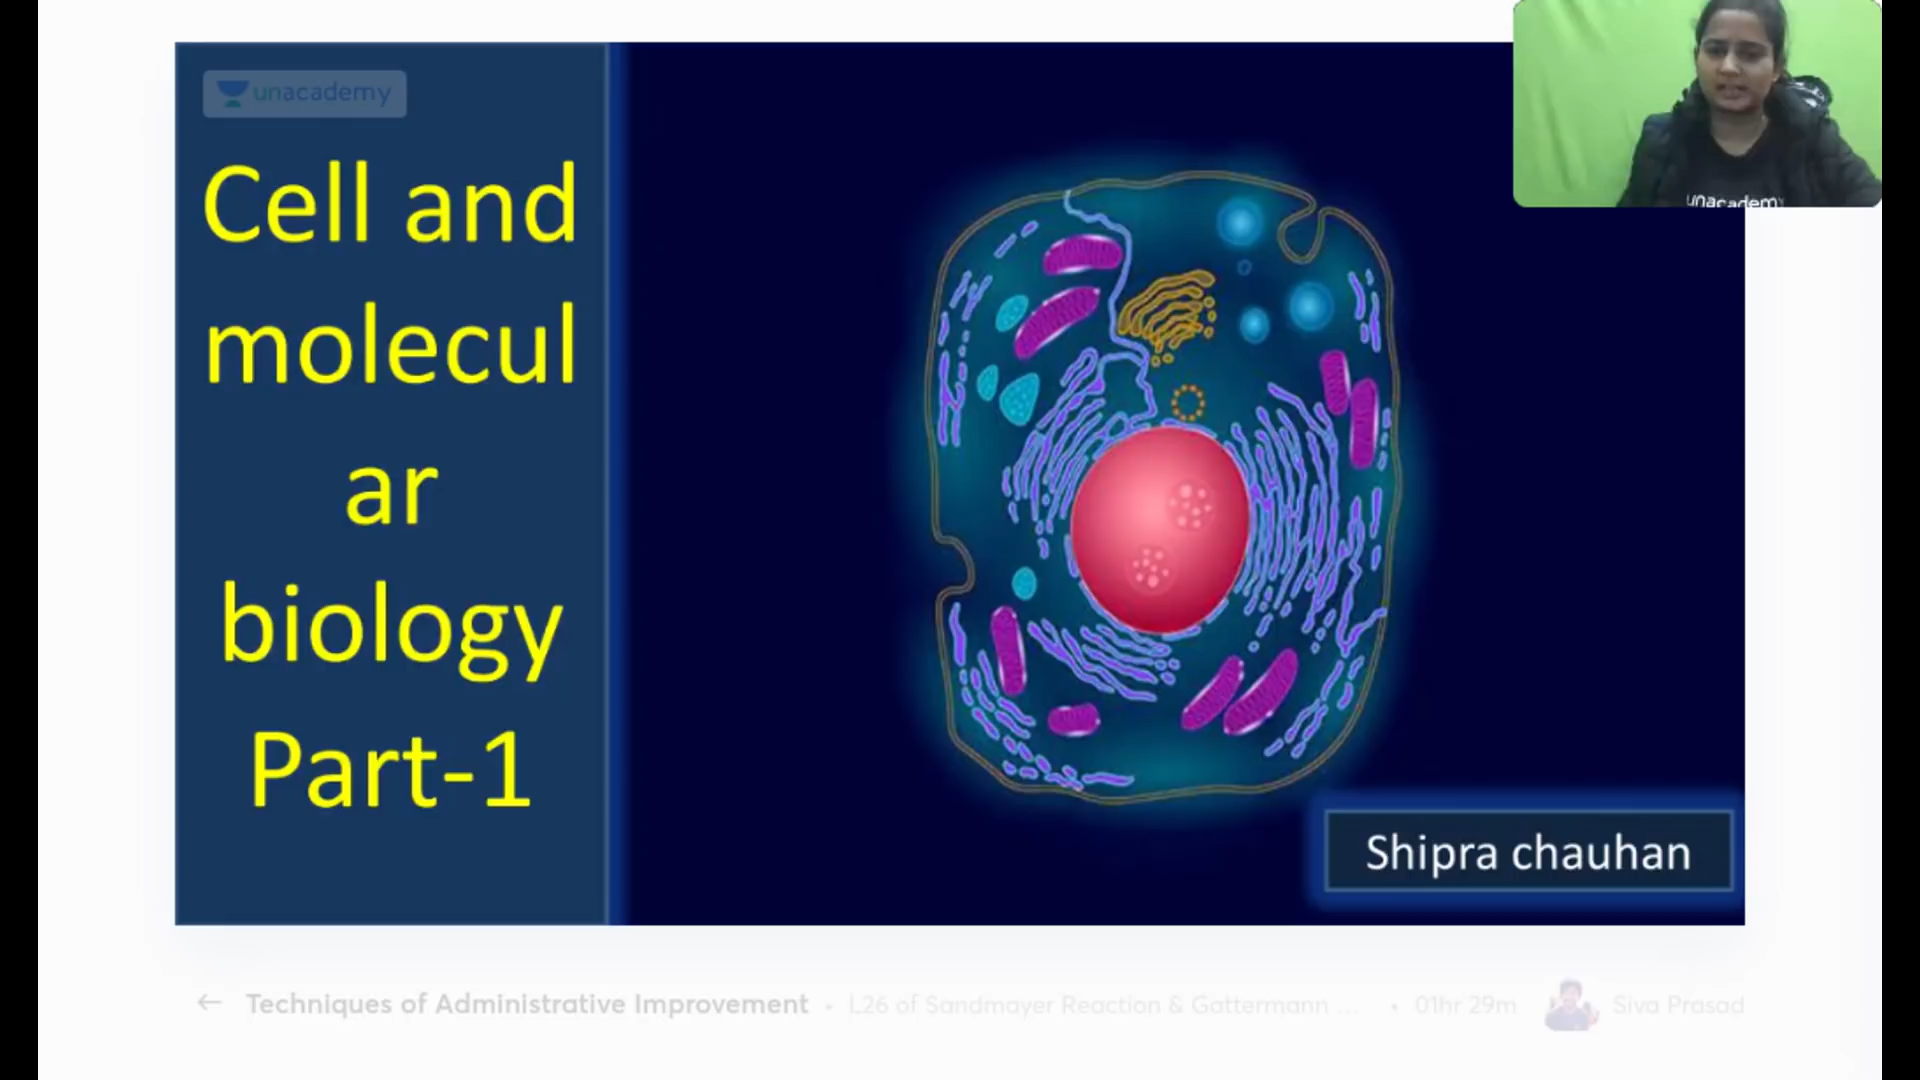 unacademy
Cell and
molecul
ar
biology
Part-1
unacademy
Shipra chauhan
← Techniques of Administrative Improvement • L26 of Sandmayer Reaction & Gattermann ... • 01hr 29m Siva Prasad